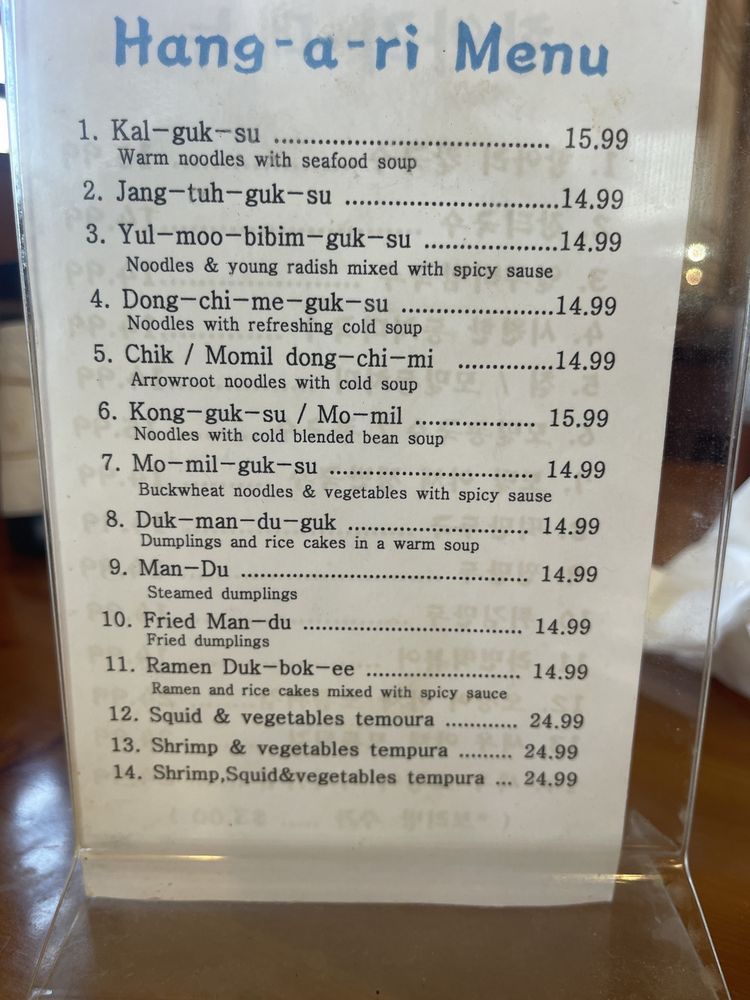 Hang-a-ri Menu
1. Kal-guk-su ...................................... 15.99
Warm noodles with seafood soup
2. Jang-tuh-guk-su .............................14.99
3. Yul-moo-bibim-guk-su ..................14.99
Noodles & young radish mixed with spicy sause
4. Dong-chi-me-guk-su .....................14.99
Noodles with refreshing cold soup
5. Chik / Momil dong-chi-mi ..............14.99
Arrowroot noodles with cold soup
6. Kong-guk-su / Mo-mil ................. 15.99
Noodles with cold blended bean soup
7. Mo-mil-guk-su ............................. 14.99
Buckwheat noodles & vegetables with spicy sause
8. Duk-man-du-guk ......................... 14.99
Dumplings and rice cakes in a warm soup
9. Man-Du ........................................ 14.99
Steamed dumplings
10. Fried Man-du ............................... 14.99
Fried dumplings
11. Ramen Duk-bok-ee ...................... 14.99
Ramen and rice cakes mixed with spicy sauce
12. Squid & vegetables temoura ............ 24.99
13. Shrimp & vegetables tempura ......... 24.99
14. Shrimp,Squid&vegetables tempura ... 24.99